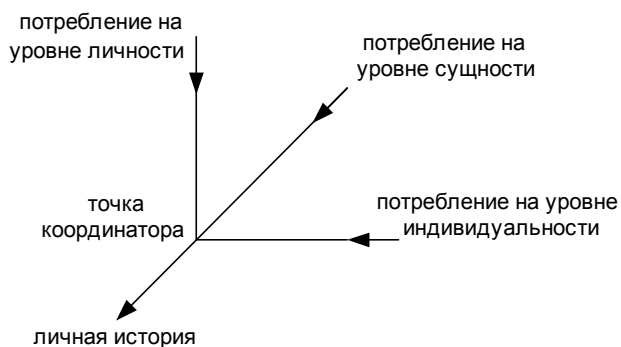 потребление на
уровне личности
потребление на
уровне сущности
точка
координатора
потребление на уровне
индивидуальности
личная история